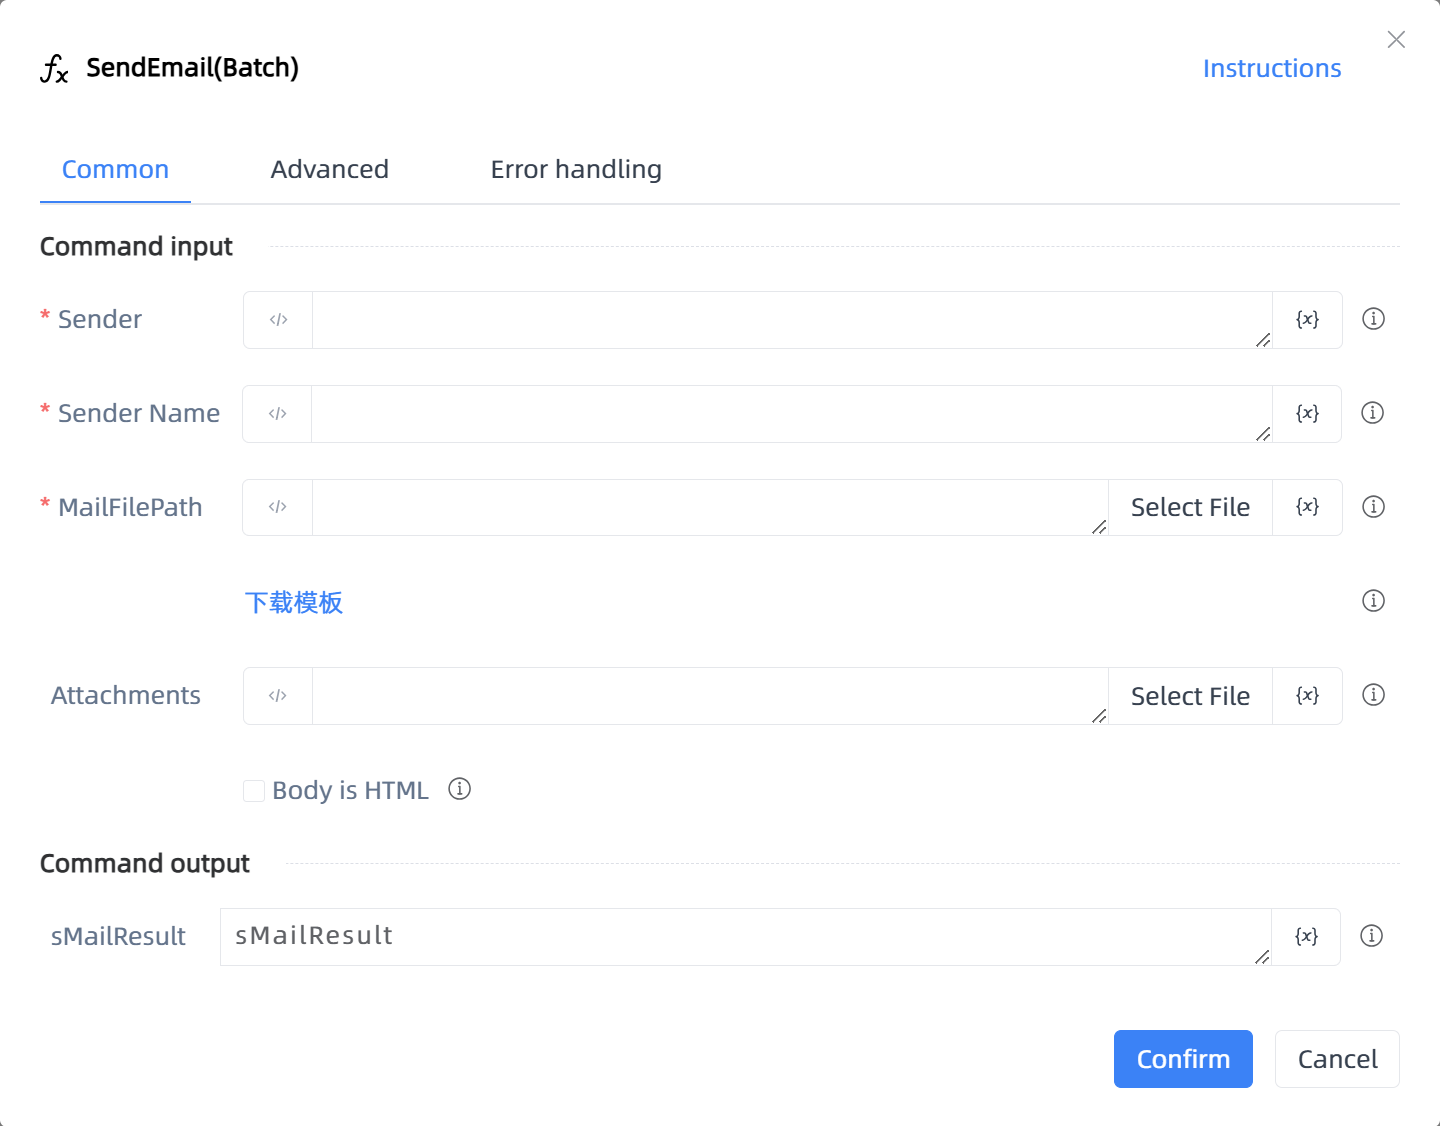 SendEmail(Batch)
Instructions
Common Advanced Error handling
Command input
* Sender </> {x}
* Sender Name </> {x}
* MailFilePath </> Select File {x}
下载模板
Attachments </> Select File {x}
Body is HTML
Command output
sMailResult sMailResult {x}
Confirm Cancel